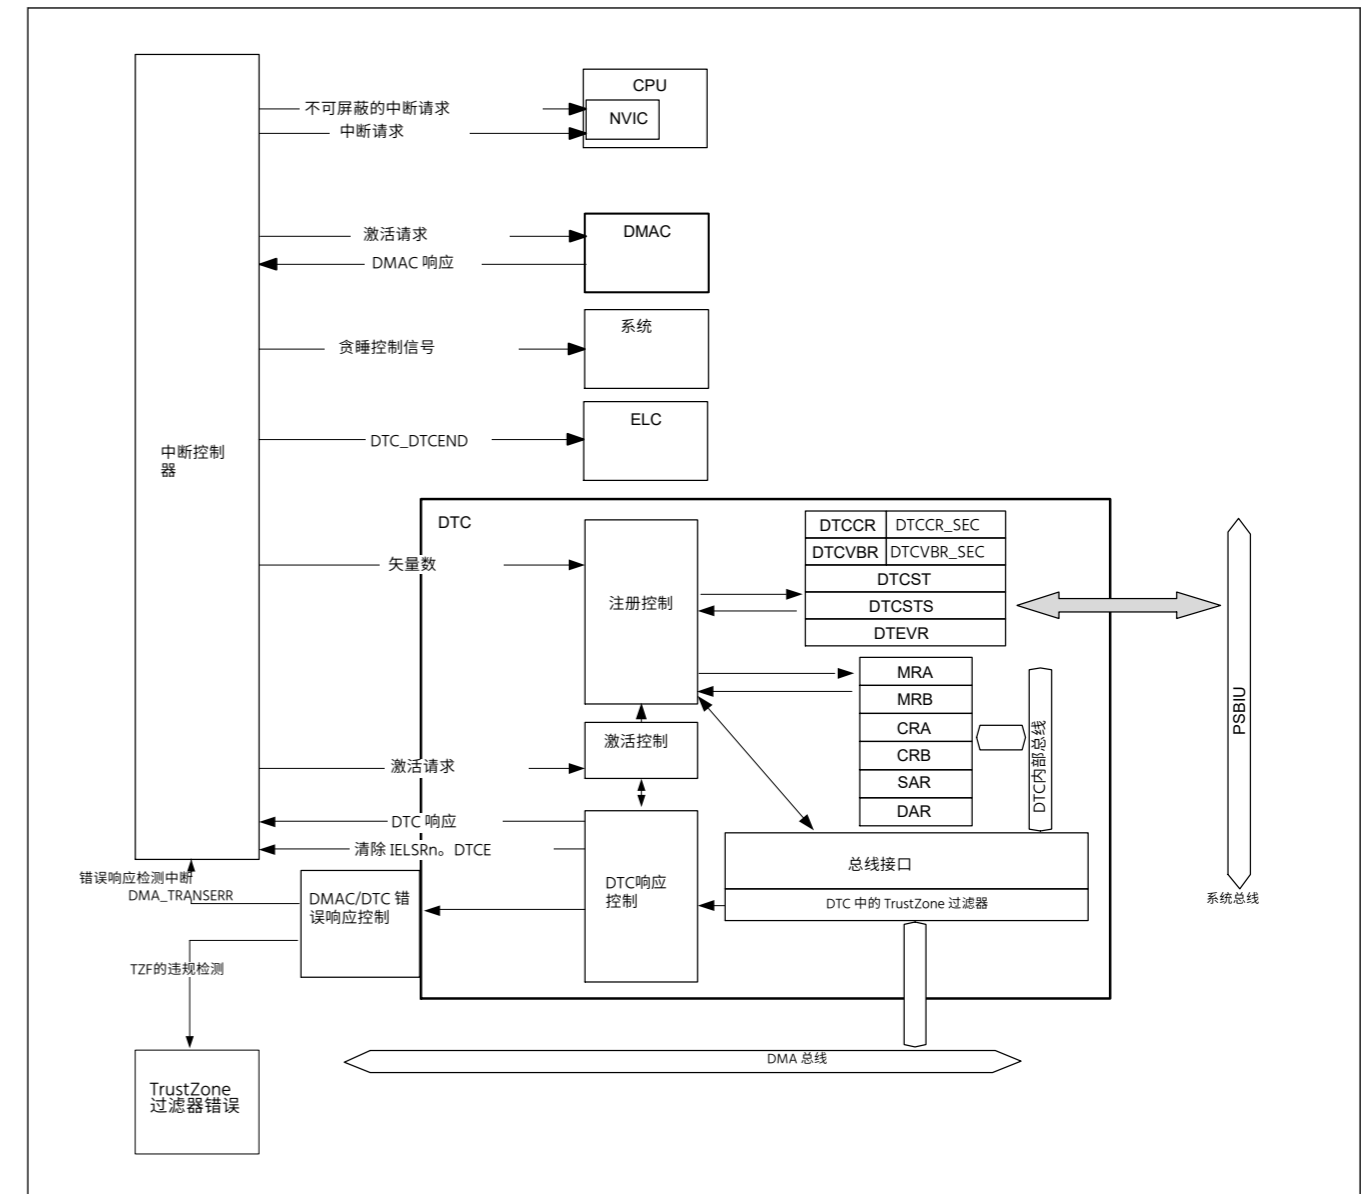 CPU
NVIC
不可屏蔽的中断请求
中断请求
激活请求
DMAC
DMAC 响应
贪睡控制信号
系统
DTC_DTCEND
ELC
中断控制
器
DTC
矢量数
注册控制
DTCCR DTCCR_SEC
DTCVBR DTCVBR_SEC
DTCST
DTCSTS
DTEVR
MRA
MRB
CRA
CRB
SAR
DAR
DTC内部总线
PSBIU
系统总线
激活控制
激活请求
DTC 响应
清除 IELSRn。DTCE
DTC响应
控制
总线接口
DTC 中的 TrustZone 过滤器
错误响应检测中断
DMA_TRANSERR
DMAC/DTC 错
误响应控制
TZF的违规检测
TrustZone
过滤器错误
DMA 总线